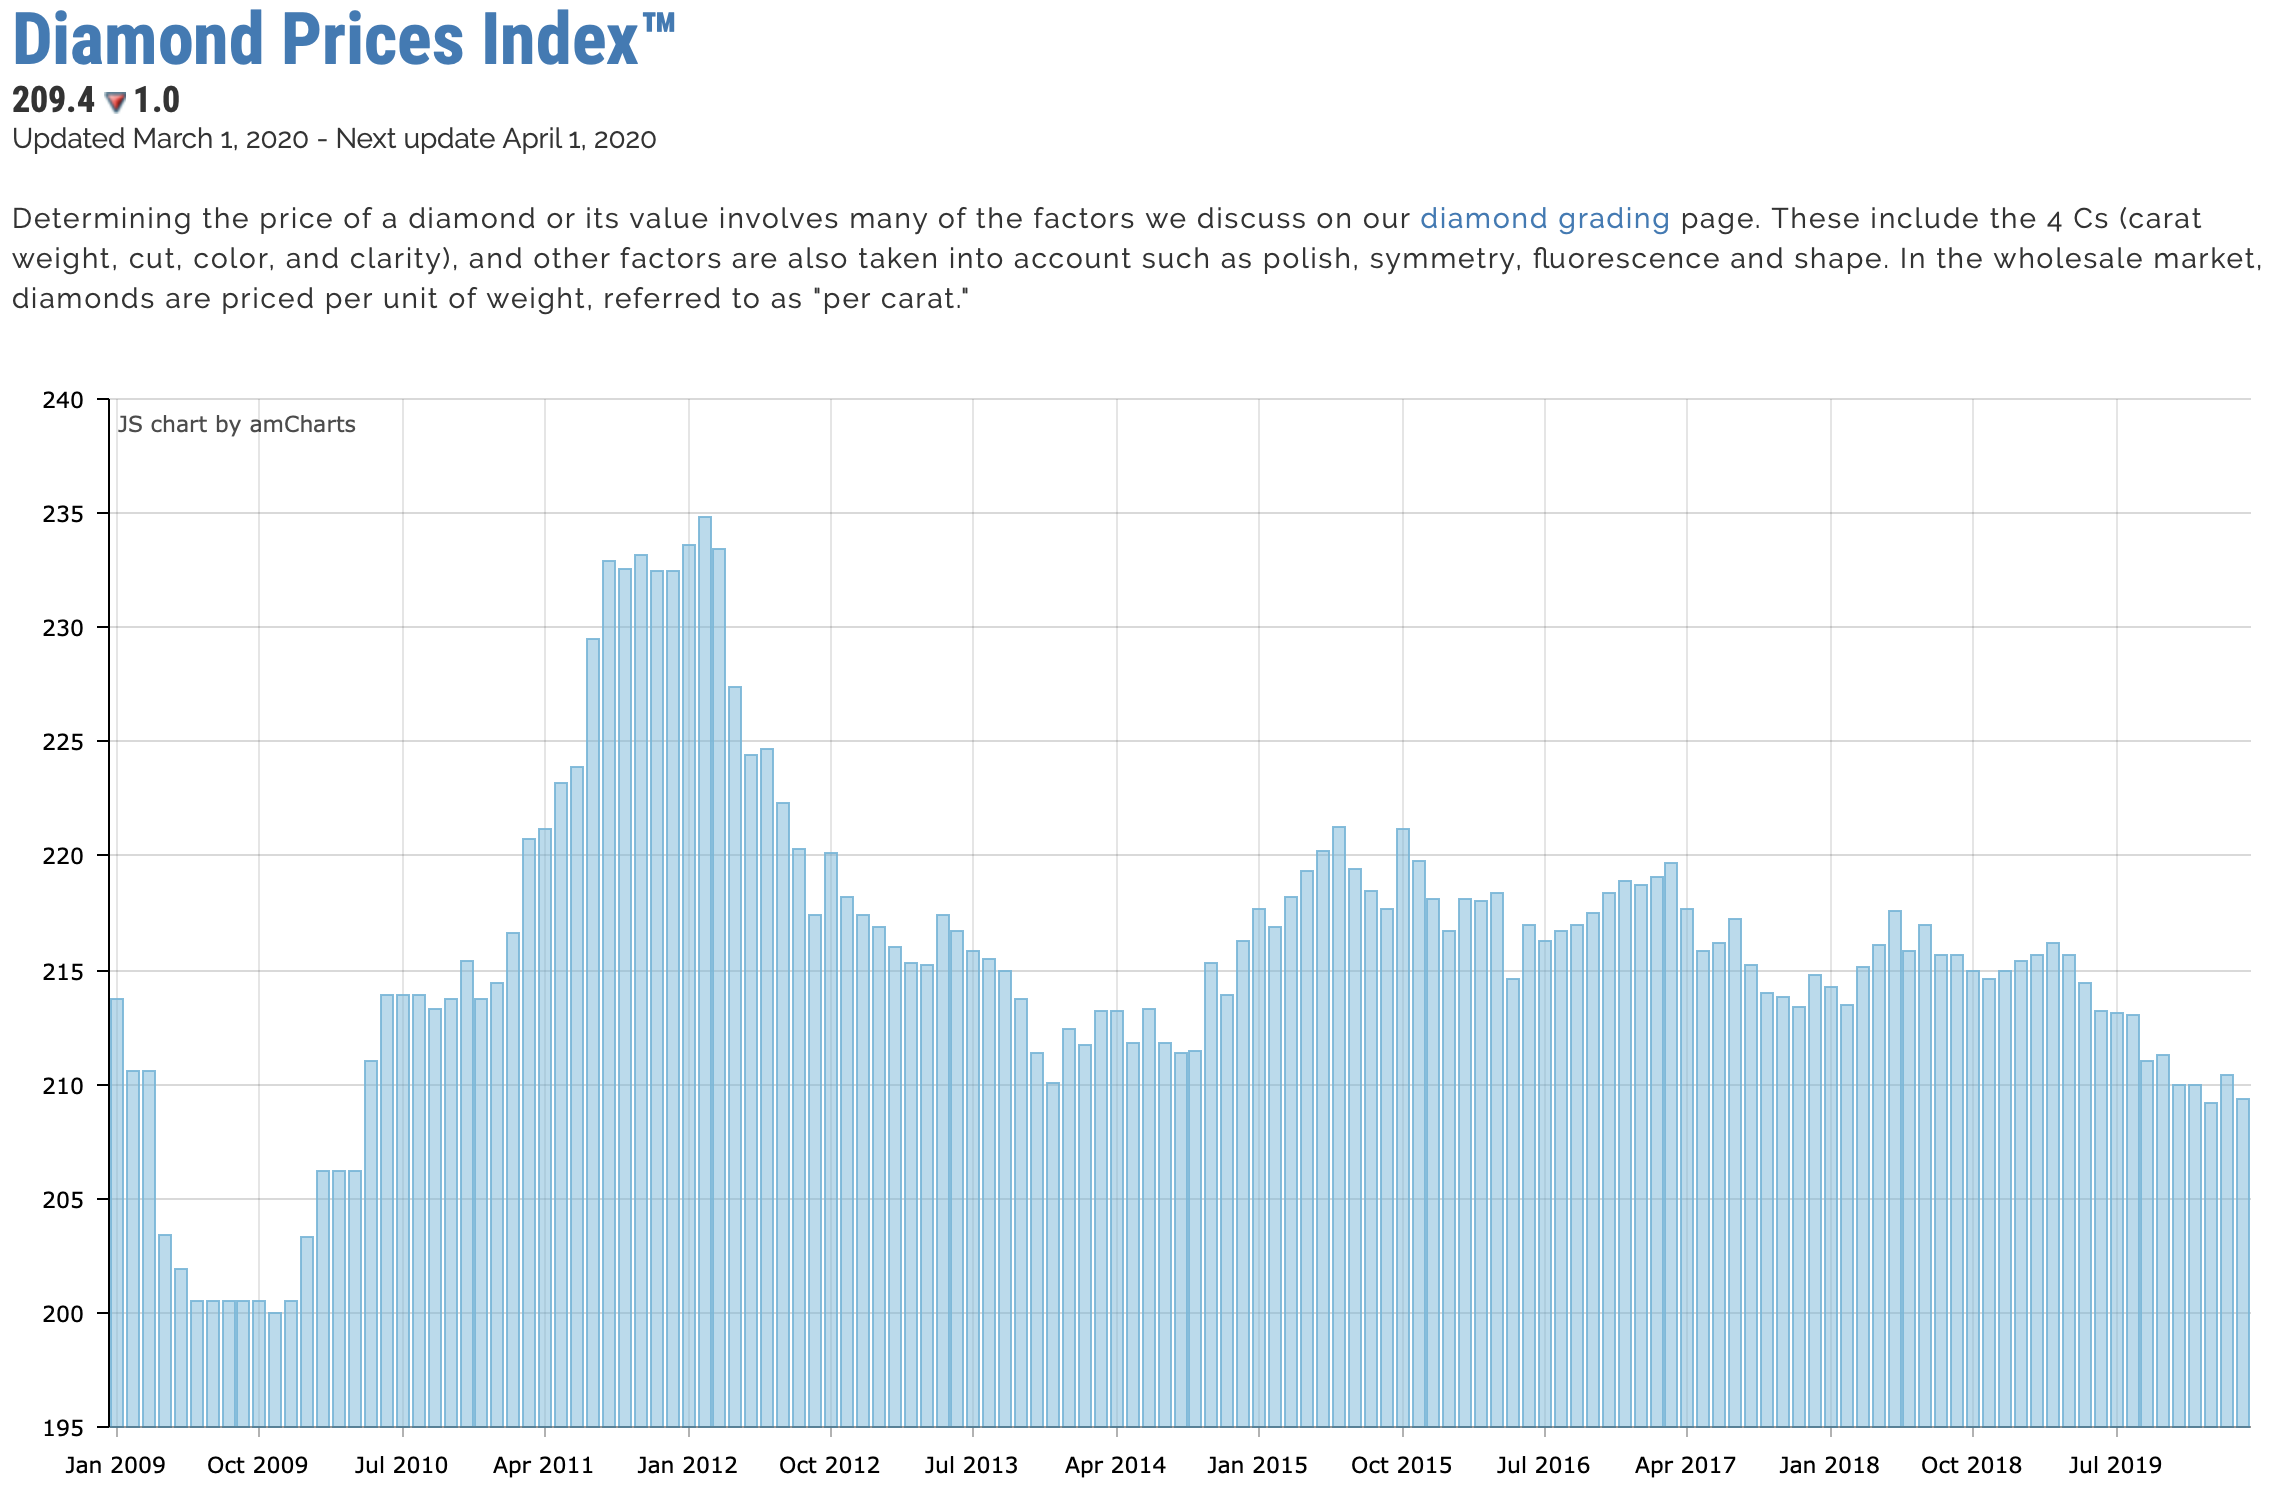 Diamond Prices Index™
209.4 1.0
Updated March 1, 2020 - Next update April 1, 2020
Determining the price of a diamond or its value involves many of the factors we discuss on our diamond grading page. These include the 4 Cs (carat
weight, cut, color, and clarity), and other factors are also taken into account such as polish, symmetry, fluorescence and shape. In the wholesale market,
diamonds are priced per unit of weight, referred to as "per carat."
240
JS chart by amCharts
235
230
225
220
215
210
205
200
195
Jan 2009 Oct 2009 Jul 2010 Apr 2011 Jan 2012 Oct 2012 Jul 2013 Apr 2014 Jan 2015 Oct 2015 Jul 2016 Apr 2017 Jan 2018 Oct 2018 Jul 2019